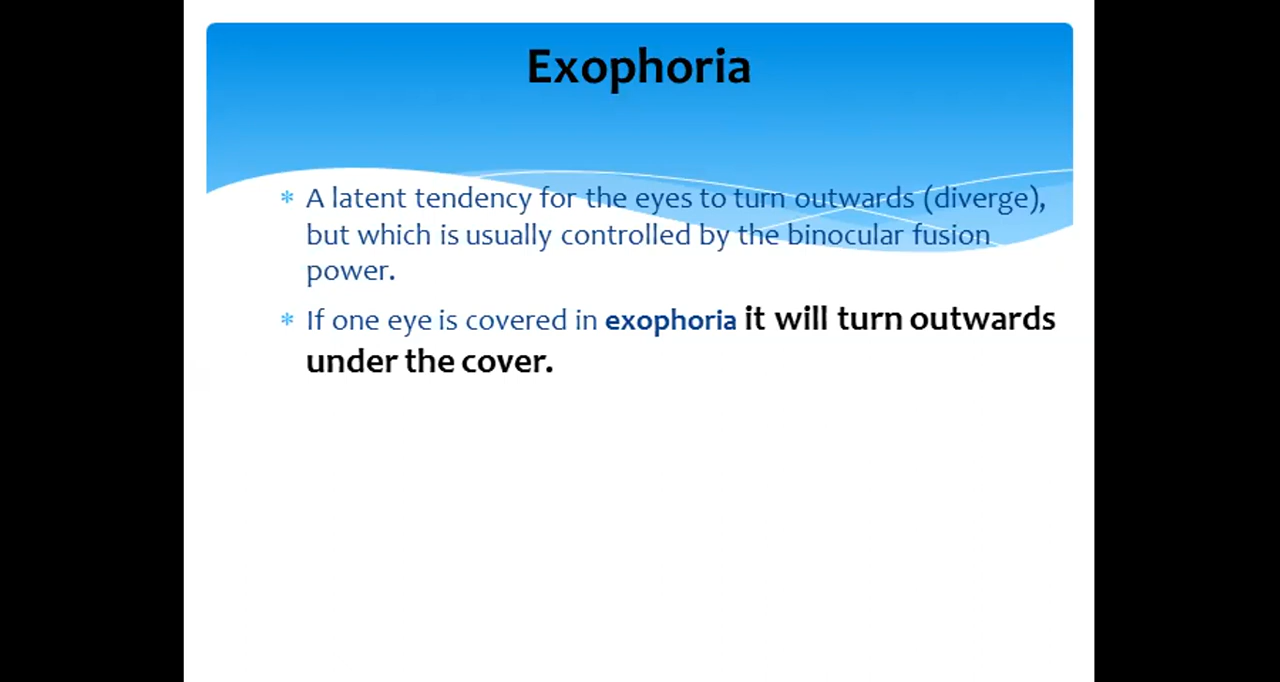 Exophoria
* A latent tendency for the eyes to turn outwards (diverge),
but which is usually controlled by the binocular fusion
power.
* If one eye is covered in exophoria it will turn outwards
under the cover.